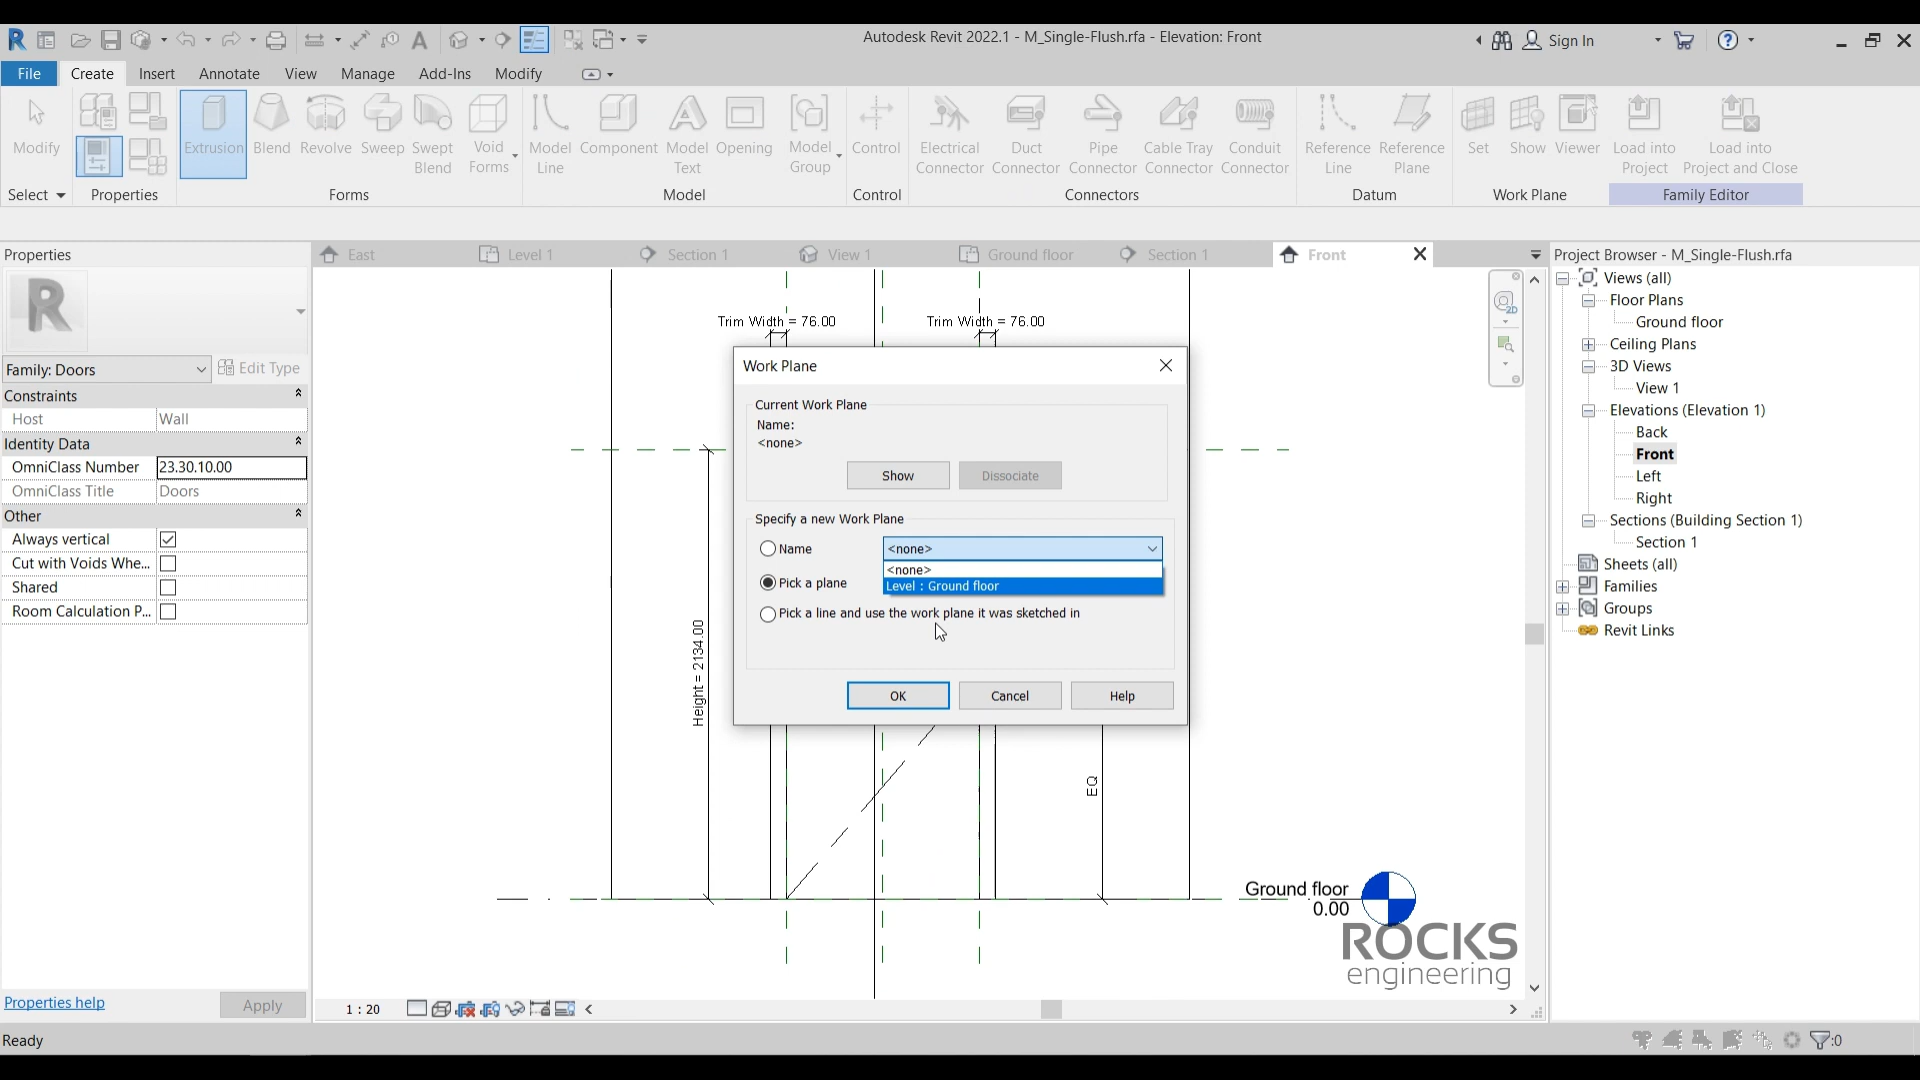 Autodesk Revit 2022.1 - M_Single-Flush.rfa - Elevation: Front
Sign In
File
Create
Insert
Annotate
View
Manage
Add-Ins
Modify
Modify
Extrusion
Blend
Revolve
Sweep
Swept
Blend
Void
Forms
Model
Line
Component
Model
Text
Opening
Model
Group
Control
Electrical
Connector
Duct
Connector
Pipe
Connector
Cable Tray
Connector
Conduit
Connector
Reference
Line
Reference
Plane
Set
Show
Viewer
Load into
Project
Load into
Project and Close
Select
Properties
Forms
Model
Control
Connectors
Datum
Work Plane
Family Editor
Properties
East
Level 1
Section 1
View 1
Ground floor
Section 1
Front
Project Browser - M_Single-Flush.rfa
Family: Doors
Edit Type
Constraints
Host
Wall
Identity Data
OmniClass Number
23.30.10.00
OmniClass Title
Doors
Other
Always vertical
Cut with Voids Whe...
Shared
Room Calculation P...
Properties help
Apply
Trim Width = 76.00
Trim Width = 76.00
Height = 2134.00
EQ
Ground floor
0.00
Work Plane
Current Work Plane
Name:
<none>
Show
Dissociate
Specify a new Work Plane
Name
<none>
<none>
Level : Ground floor
Pick a plane
Pick a line and use the work plane it was sketched in
OK
Cancel
Help
2D
Views (all)
Floor Plans
Ground floor
Ceiling Plans
3D Views
View 1
Elevations (Elevation 1)
Back
Front
Left
Right
Sections (Building Section 1)
Section 1
Sheets (all)
Families
Groups
Revit Links
ROCKS
engineering
1 : 20
Ready
:0